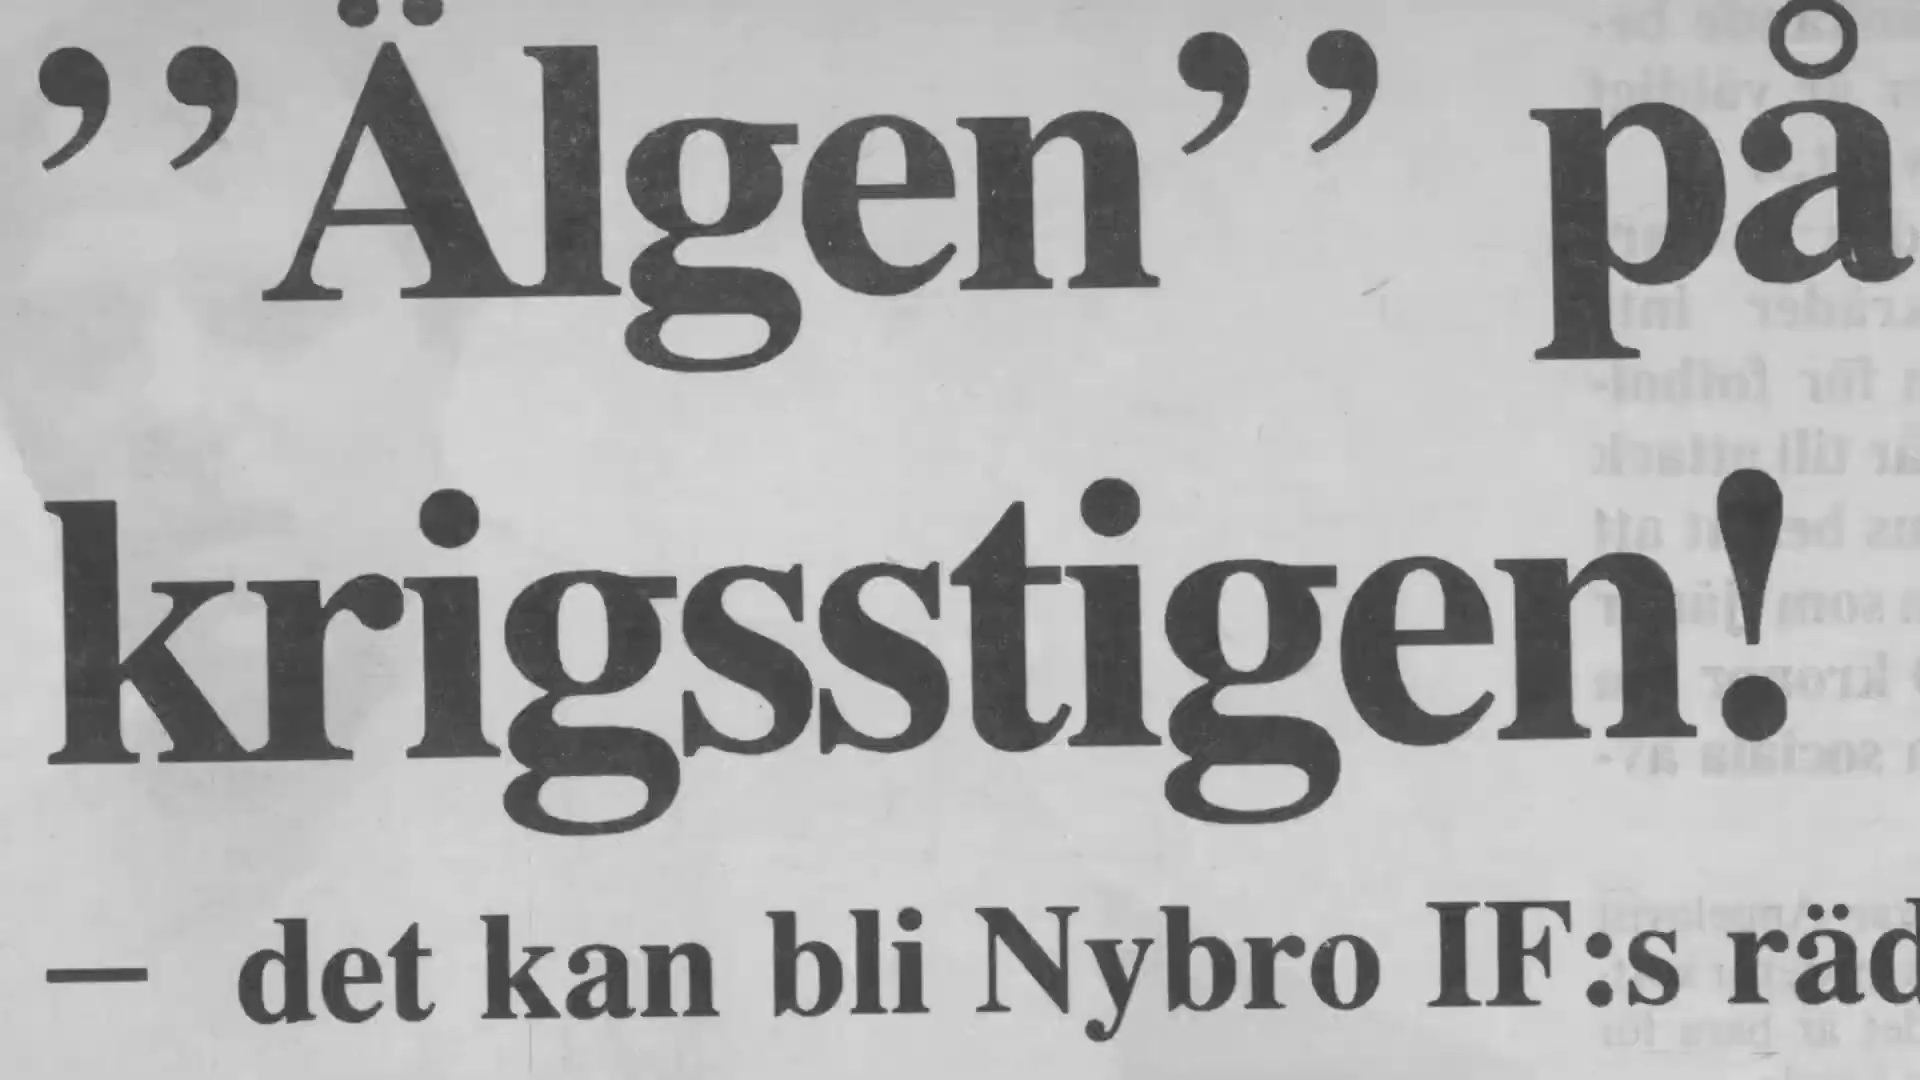 ”Älgen” på
krigsstigen!
– det kan bli Nybro IF:s räd